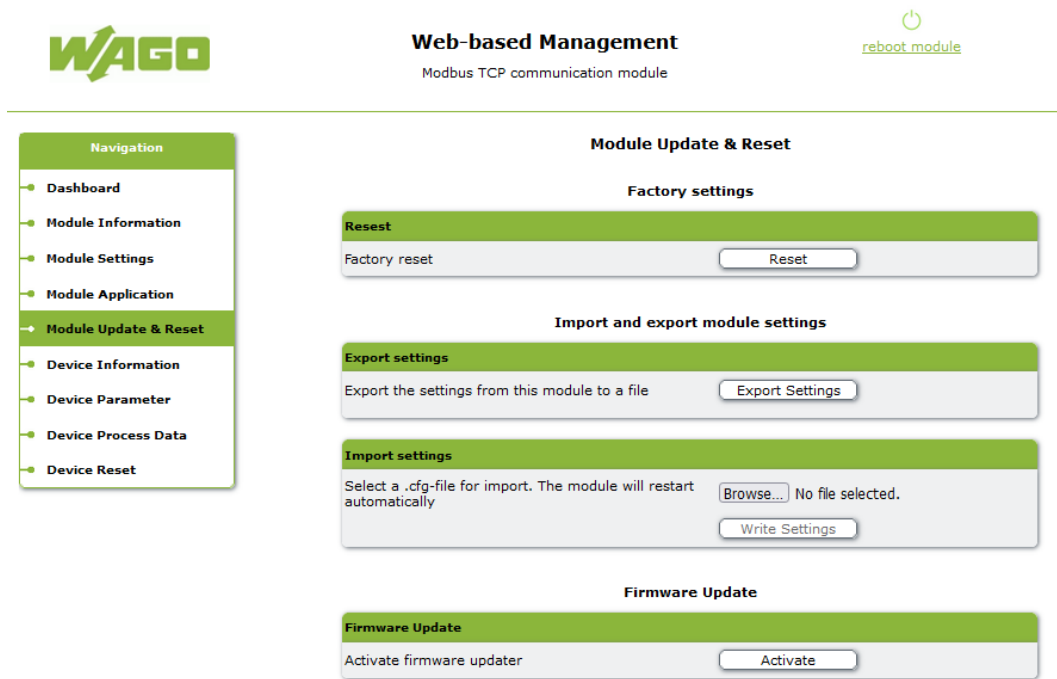 WAGO
Web-based Management
Modbus TCP communication module
reboot module
Navigation
Dashboard
Module Information
Module Settings
Module Application
Module Update & Reset
Device Information
Device Parameter
Device Process Data
Device Reset
Module Update & Reset
Factory settings
Resest
Factory reset
Reset
Import and export module settings
Export settings
Export the settings from this module to a file
Export Settings
Import settings
Select a .cfg-file for import. The module will restart
automatically
Browse... No file selected.
Write Settings
Firmware Update
Firmware Update
Activate firmware updater
Activate